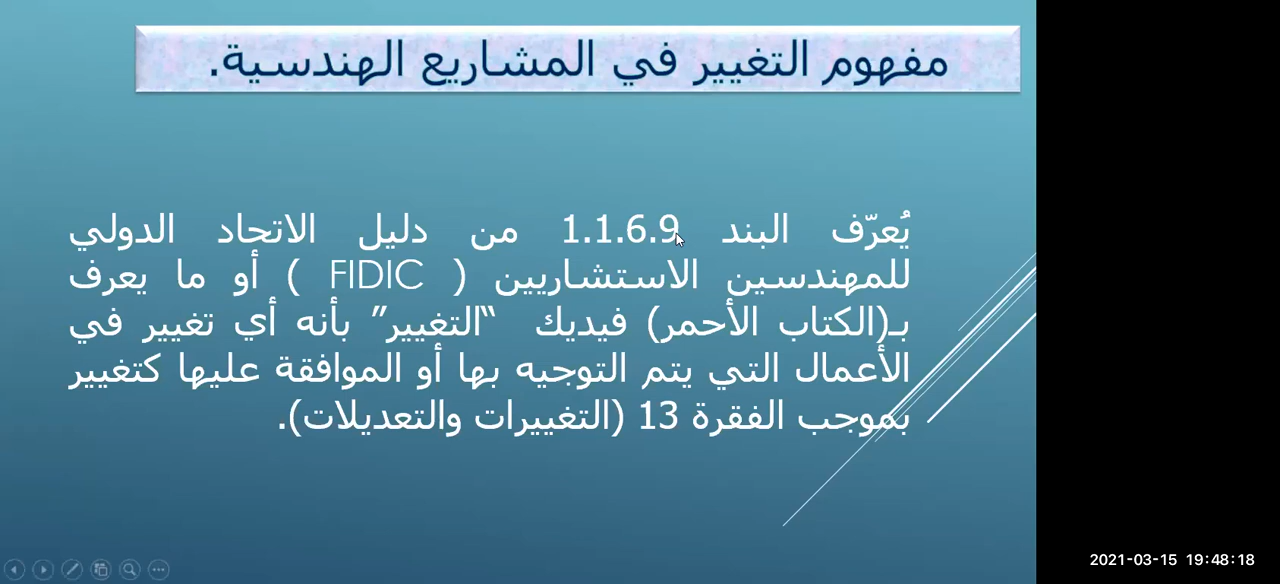 مفهوم التغيير في المشاريع الهندسية.
يُعرّف البند 1.1.6.9 من دليل الاتحاد الدولي
للمهندسين الاستشاريين ( FIDIC ) أو ما يعرف
بـ(الكتاب الأحمر) فيديك “التغيير” بأنه أي تغيير في
الأعمال التي يتم التوجيه بها أو الموافقة عليها كتغيير
بموجب الفقرة 13 (التغييرات والتعديلات).
2021-03-15 19:48:18